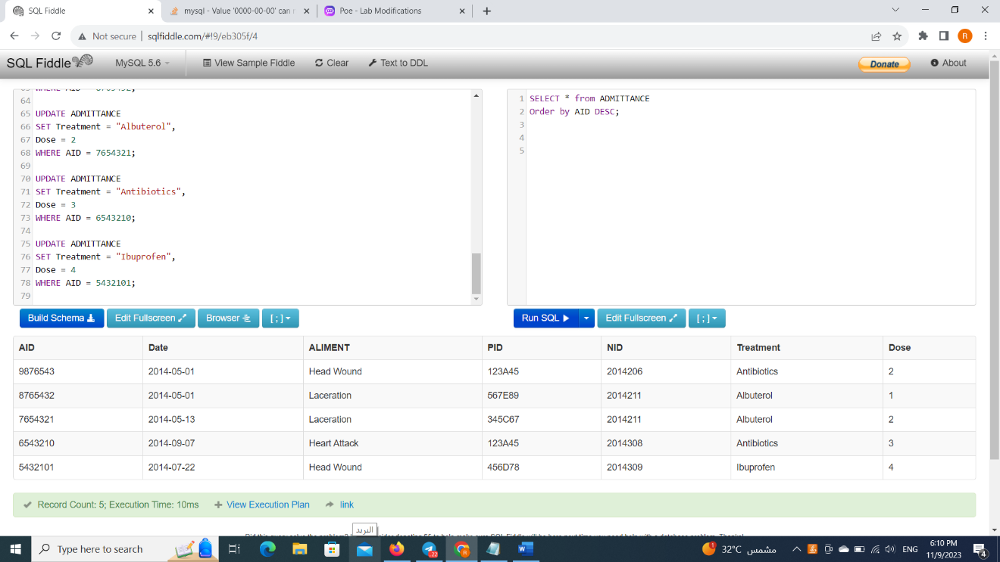 SQL Fiddle
mysql - Value '0000-00-00' can
Poe - Lab Modifications
Not secure
sqlfiddle.com/#!9/eb305f/4
R
SQL Fiddle
MySQL 5.6
View Sample Fiddle
Clear
Text to DDL
Donate
About
64
65 UPDATE ADMITTANCE
66 SET Treatment = "Albuterol",
67 Dose = 2
68 WHERE AID = 7654321;
69
70 UPDATE ADMITTANCE
71 SET Treatment = "Antibiotics",
72 Dose = 3
73 WHERE AID = 6543210;
74
75 UPDATE ADMITTANCE
76 SET Treatment = "Ibuprofen",
77 Dose = 4
78 WHERE AID = 5432101;
79
1 SELECT * from ADMITTANCE
2 Order by AID DESC;
3
4
5
Build Schema
Edit Fullscreen
Browser
[ ; ]
Run SQL
Edit Fullscreen
[ ; ]
AID Date ALIMENT PID NID Treatment Dose
9876543 2014-05-01 Head Wound 123A45 2014206 Antibiotics 2
8765432 2014-05-01 Laceration 567E89 2014211 Albuterol 1
7654321 2014-05-13 Laceration 345C67 2014211 Albuterol 2
6543210 2014-09-07 Heart Attack 123A45 2014308 Antibiotics 3
5432101 2014-07-22 Head Wound 456D78 2014309 Ibuprofen 4
Record Count: 5; Execution Time: 10ms
View Execution Plan
link
البريد
Type here to search
22
R
1
32°C
مشمس
ENG
6:10 PM
11/9/2023
4